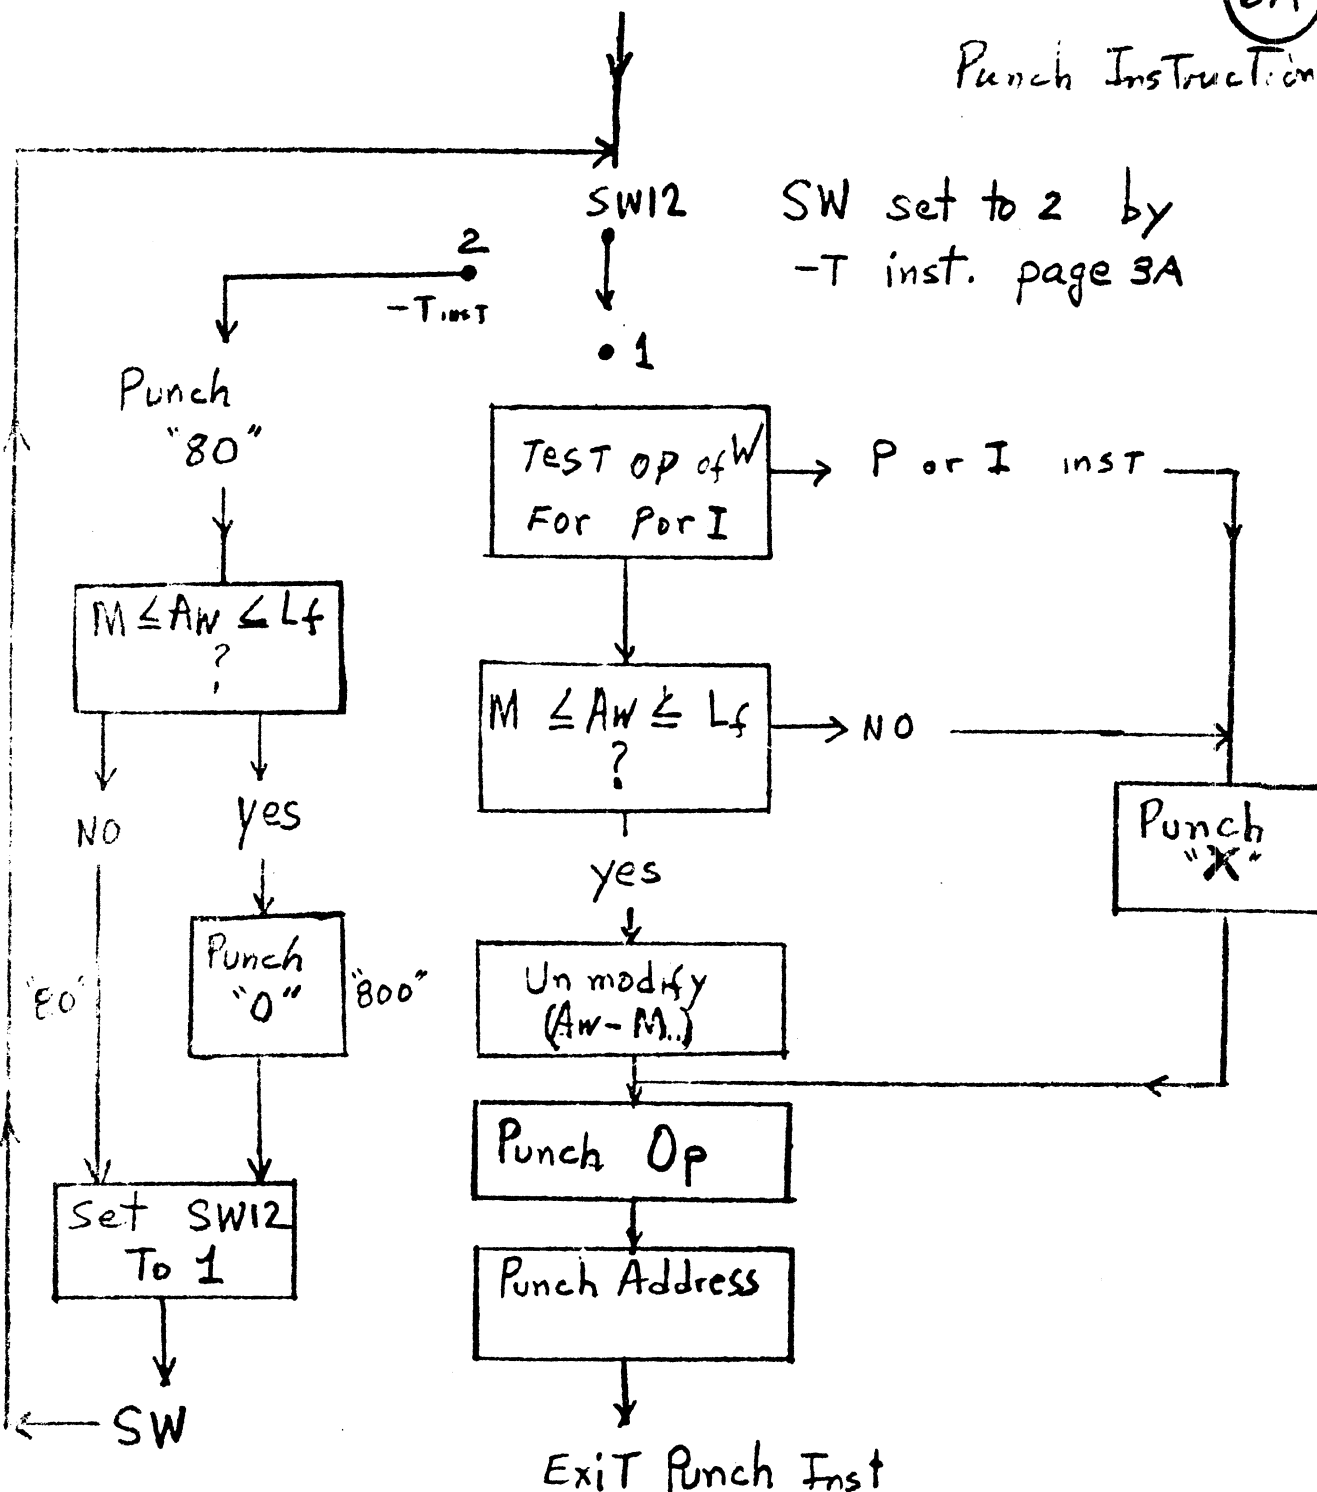 Punch Instruction
SW12
SW set to 2 by
-T inst. page 3A
2
-T inst
1
Punch
"80"
Test op of W
For P or I
P or I inst
M ≤ Aw ≤ Lf
?
NO
yes
M ≤ Aw ≤ Lf
?
NO
yes
Punch
"X"
Punch
"0"
"80"
"800"
Un modify
(Aw - M..)
Punch Op
Set SW12
To 1
Punch Address
SW
Exit Punch Inst